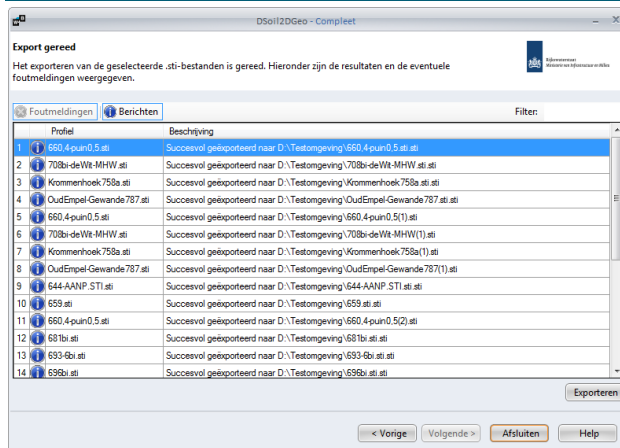 DSoil2DGeo - Compleet
Export gereed
Het exporteren van de geselecteerde .sti-bestanden is gereed. Hieronder zijn de resultaten en de eventuele
foutmeldingen weergegeven.
Rijkswaterstaat
Ministerie van Infrastructuur en Milieu
Foutmeldingen Berichten Filter:
Profiel Beschrijving
1 660,4-puin0,5.sti Succesvol geëxporteerd naar D:\Testomgeving\660,4-puin0,5.sti.sti
2 708bi-deWit-MHW.sti Succesvol geëxporteerd naar D:\Testomgeving\708bi-deWit-MHW.sti.sti
3 Krommenhoek758a.sti Succesvol geëxporteerd naar D:\Testomgeving\Krommenhoek758a.sti.sti
4 OudEmpel-Gewande787.sti Succesvol geëxporteerd naar D:\Testomgeving\OudEmpel-Gewande787.sti.sti
5 660,4-puin0,5.sti Succesvol geëxporteerd naar D:\Testomgeving\660,4-puin0,5(1).sti
6 708bi-deWit-MHW.sti Succesvol geëxporteerd naar D:\Testomgeving\708bi-deWit-MHW(1).sti
7 Krommenhoek758a.sti Succesvol geëxporteerd naar D:\Testomgeving\Krommenhoek758a(1).sti
8 OudEmpel-Gewande787.sti Succesvol geëxporteerd naar D:\Testomgeving\OudEmpel-Gewande787(1).sti
9 644-AANP.STI.sti Succesvol geëxporteerd naar D:\Testomgeving\644-AANP.STI.sti.sti
10 659.sti Succesvol geëxporteerd naar D:\Testomgeving\659.sti.sti
11 660,4-puin0,5.sti Succesvol geëxporteerd naar D:\Testomgeving\660,4-puin0,5(2).sti
12 681bi.sti Succesvol geëxporteerd naar D:\Testomgeving\681bi.sti.sti
13 693-6bi.sti Succesvol geëxporteerd naar D:\Testomgeving\693-6bi.sti.sti
14 696bi.sti Succesvol geëxporteerd naar D:\Testomgeving\696bi.sti.sti
Exporteren
< Vorige Volgende > Afsluiten Help